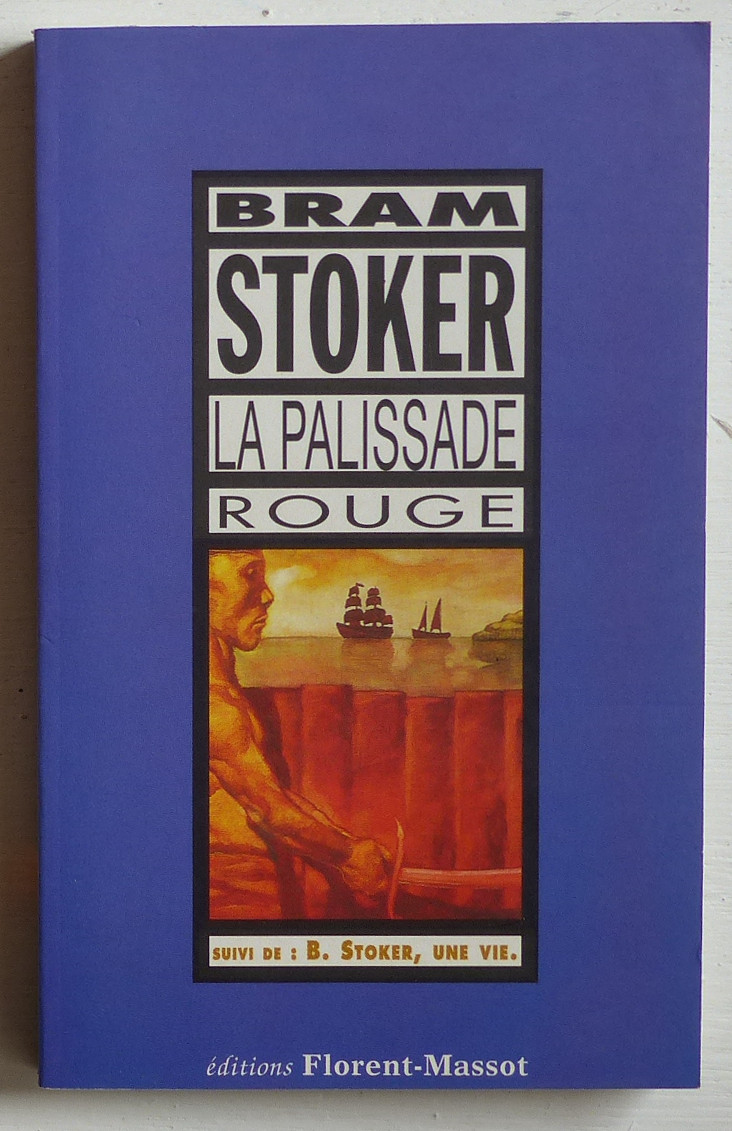 BRAM
STOKER
LA PALISSADE
ROUGE
SUIVI DE : B. STOKER, UNE VIE.
éditions Florent-Massot